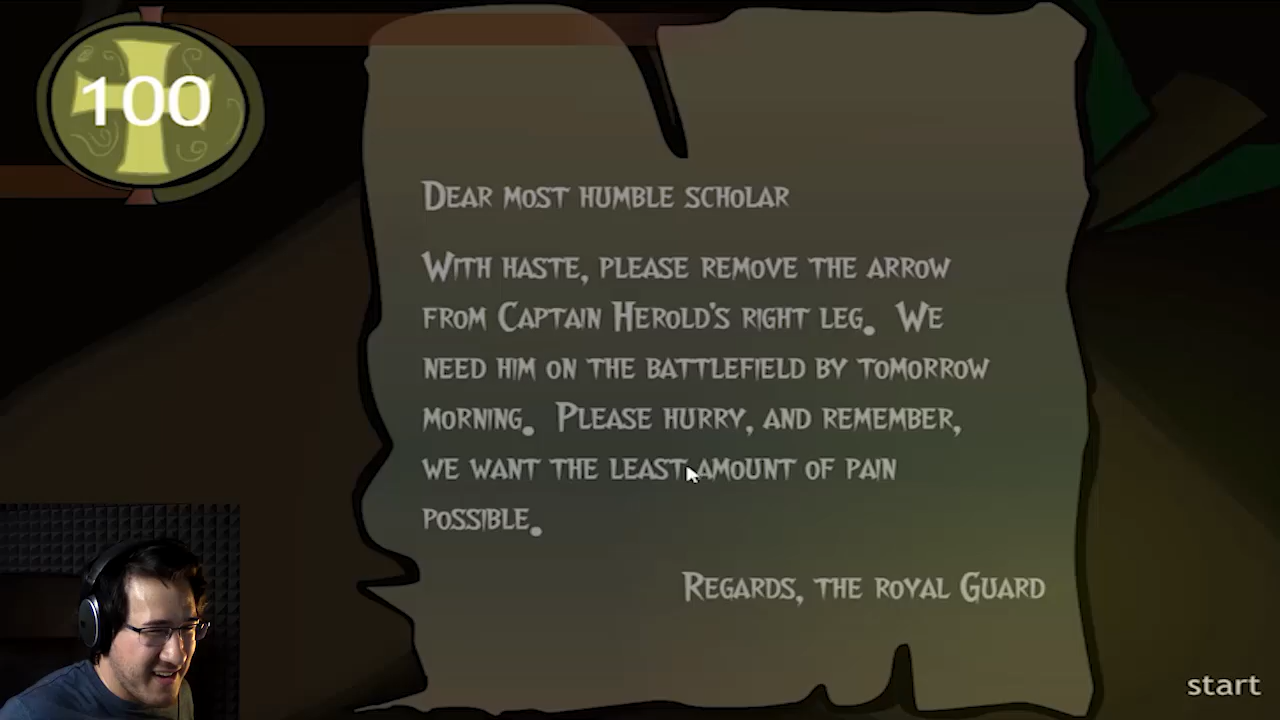 100
Dear most humble scholar
With haste, please remove the arrow
from Captain Herold's right leg. We
need him on the battlefield by tomorrow
morning. Please hurry, and remember,
we want the least amount of pain
possible.
Regards, the royal Guard
start